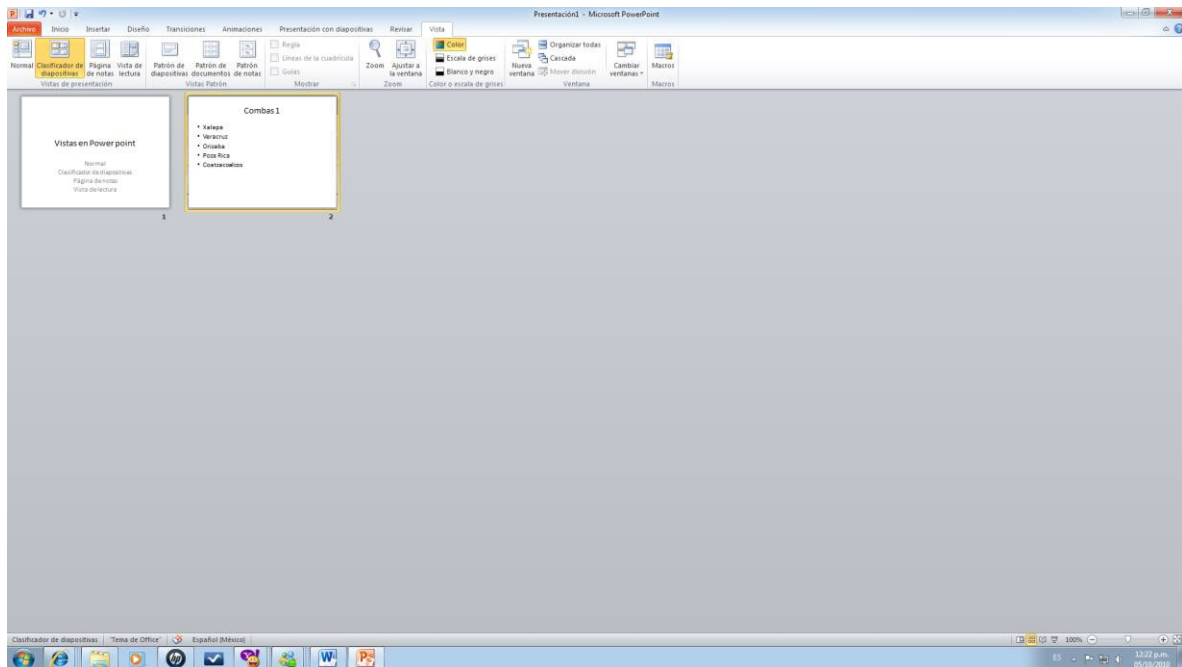 Presentación1 - Microsoft PowerPoint
Archivo Inicio Insertar Diseño Transiciones Animaciones Presentación con diapositivas Revisar Vista
Normal
Clasificador de diapositivas
Página de notas
Vista de lectura
Vistas de presentación
Patrón de diapositivas
Patrón de documentos
Patrón de notas
Vistas Patrón
Regla
Líneas de la cuadrícula
Guías
Mostrar
Zoom
Ajustar a la ventana
Zoom
Color
Escala de grises
Blanco y negro
Color o escala de grises
Nueva ventana
Organizar todas
Cascada
Mover división
Cambiar ventanas
Ventana
Macros
Macros
Vistas en Power point
Normal
Clasificador de diapositivas
Página de notas
Vista de lectura
1
Combas 1
• Xalapa
• Veracruz
• Orizaba
• Poza Rica
• Coatzacoalcos
2
Clasificador de diapositivas "Tema de Office" Español (México) 100%
ES 12:22 p.m.
05/10/2010